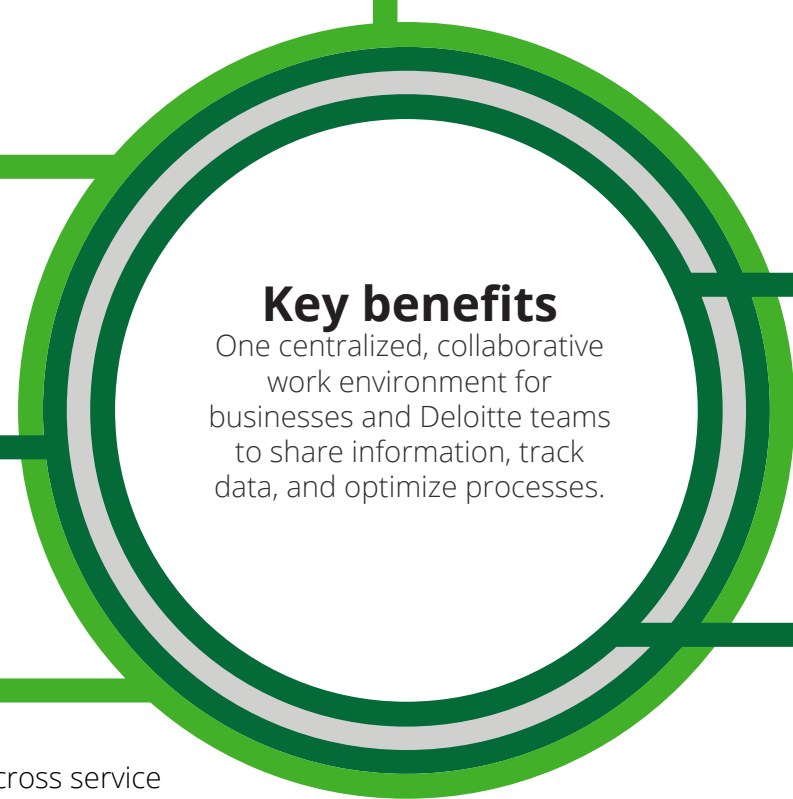 Key benefits
One centralized, collaborative
work environment for
businesses and Deloitte teams
to share information, track
data, and optimize processes.
cross service